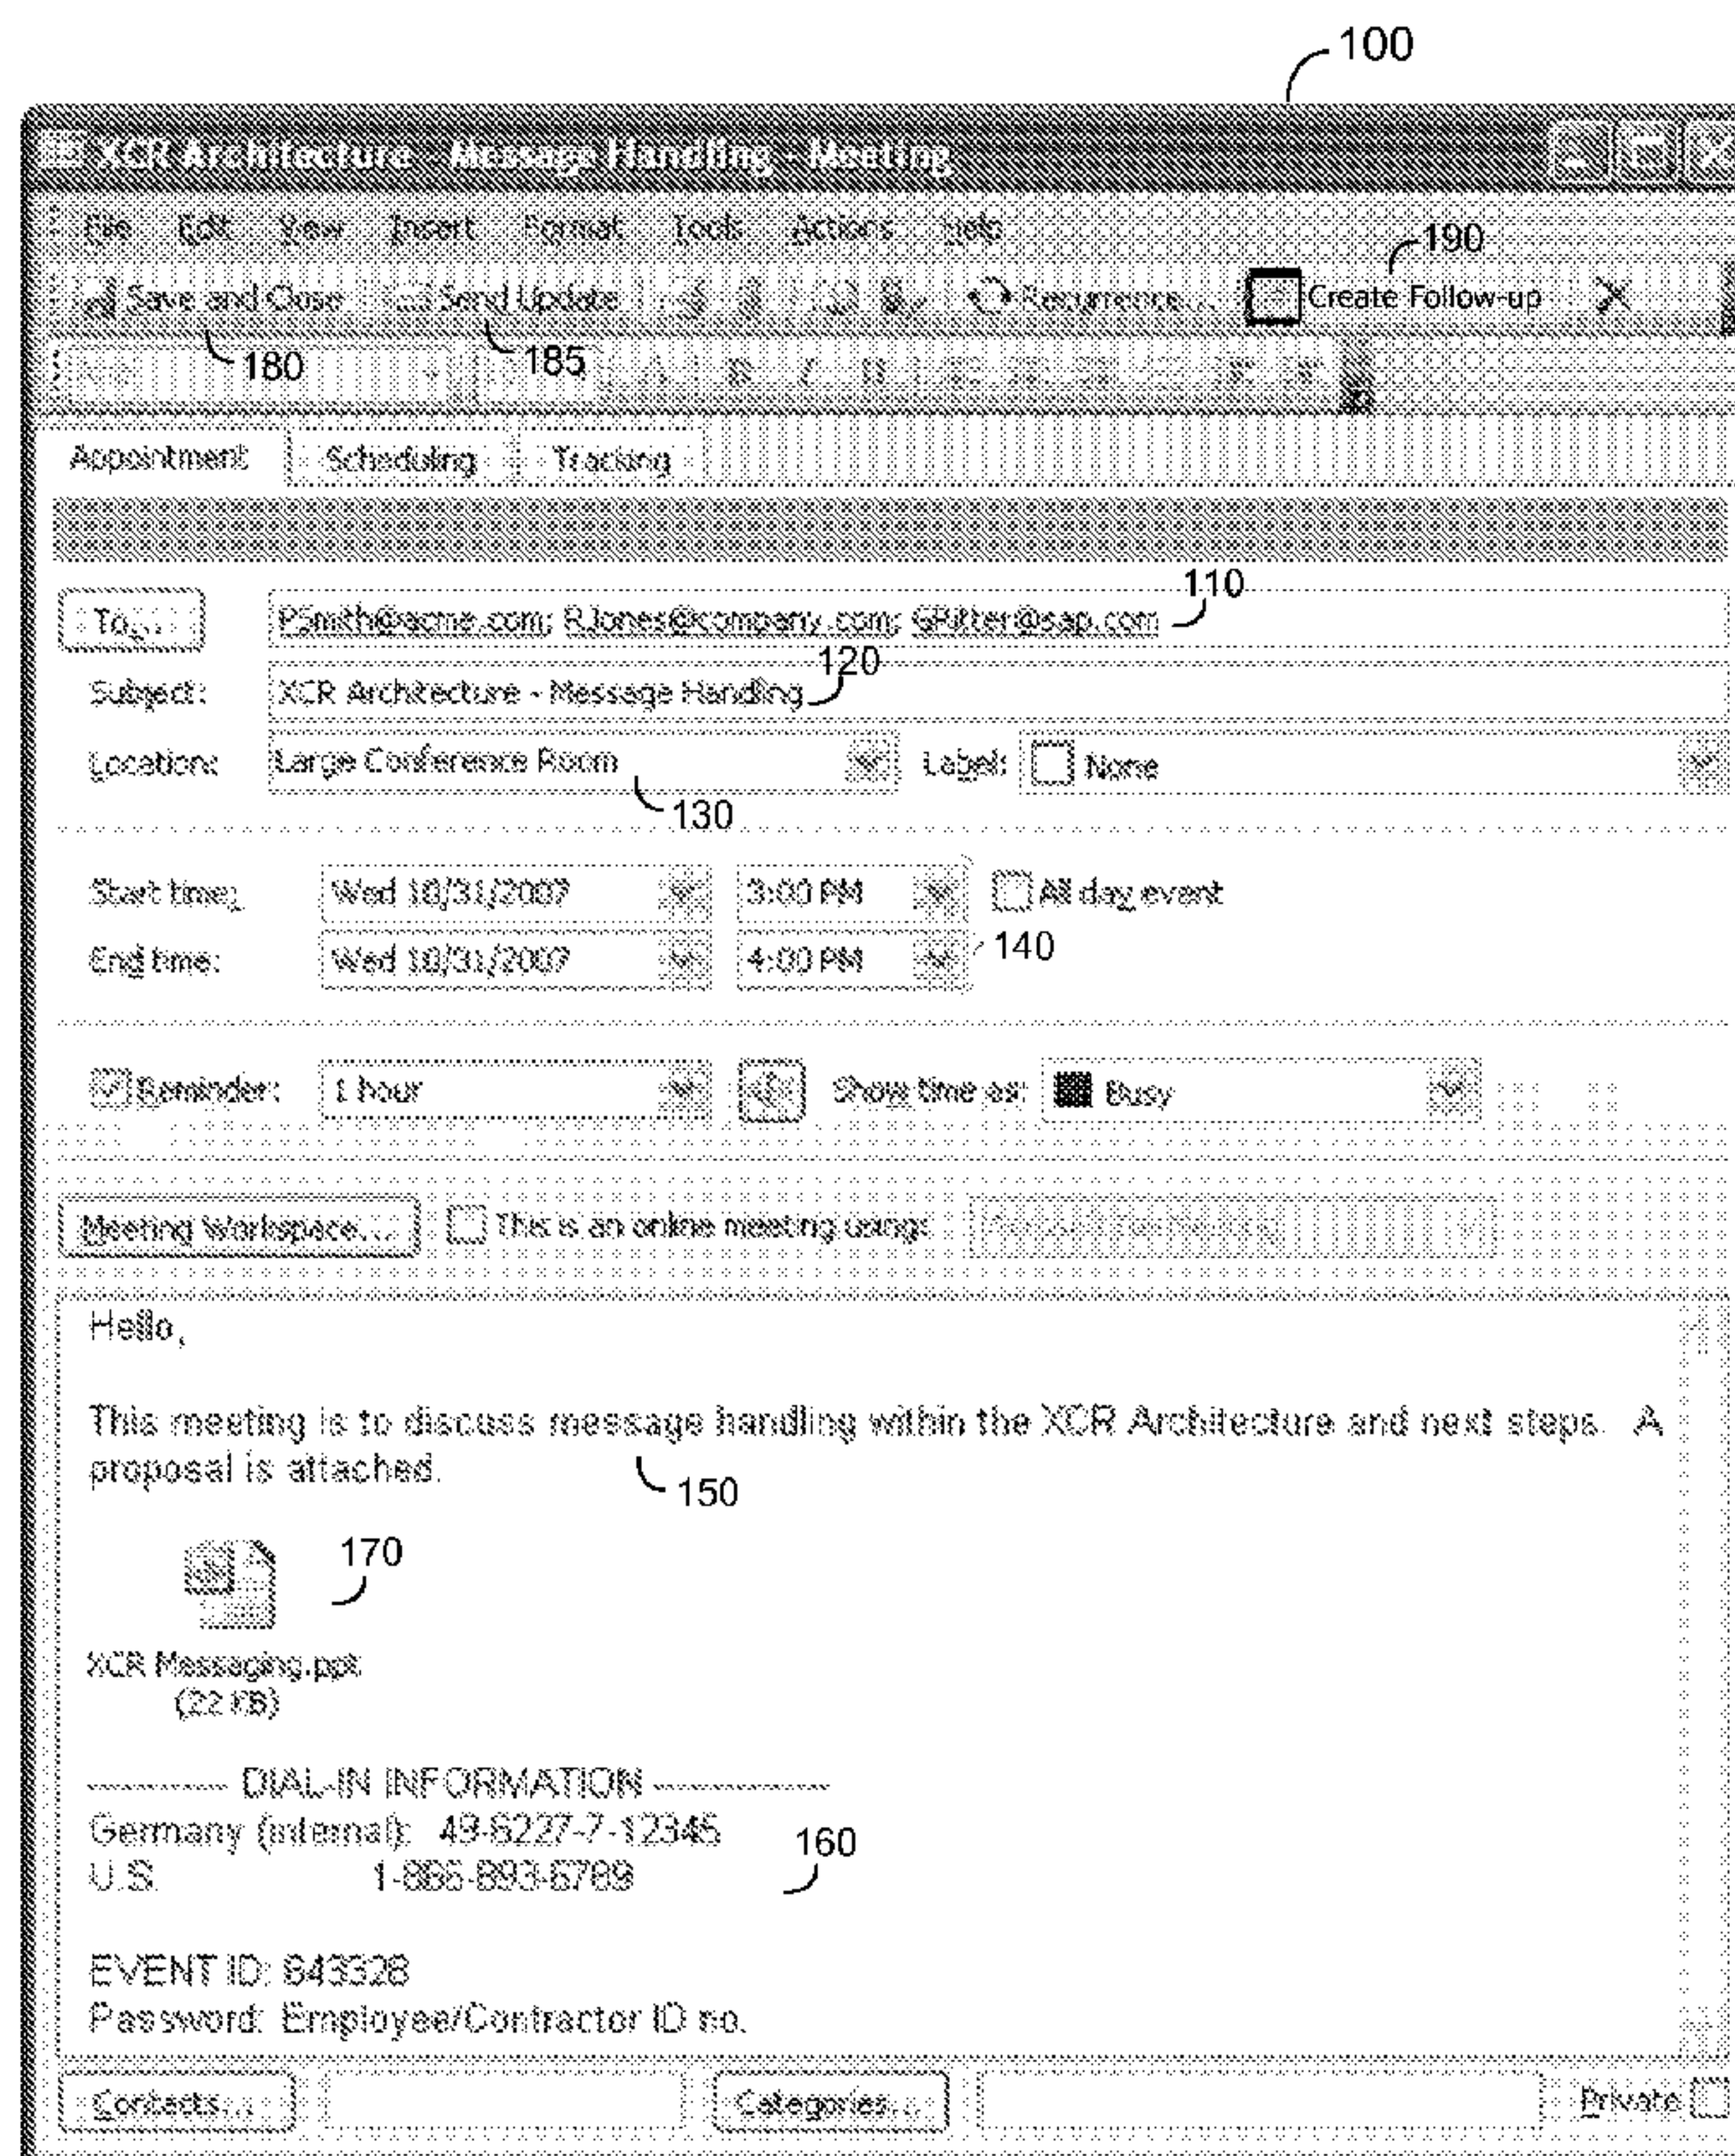 100
XCR Architecture - Message Handling - Meeting
File Edit View Insert Format Tools Actions Help
190
Save and Close Send Update Recurrence... Create Follow-up
180 185
B I U
Appointment Scheduling Tracking
110
To... PSmith@acme.com; RJones@company.com; GRitter@sap.com
120
Subject: XCR Architecture - Message Handling
Location: Large Conference Room Label: None
130
Start time: Wed 10/31/2007 3:00 PM All day event
End time: Wed 10/31/2007 4:00 PM 140
Reminder: 1 hour Show time as: Busy
Meeting Workspace... This is an online meeting using:
Hello,
This meeting is to discuss message handling within the XCR Architecture and next steps. A
proposal is attached.
150
170
XCR Messaging.ppt
(22 KB)
----------- DIAL-IN INFORMATION --------------
Germany (internal): 49-6227-7-12345
160
U.S. 1-866-893-6789
EVENT ID: 643328
Password: Employee/Contractor ID no.
Contacts... Categories... Private